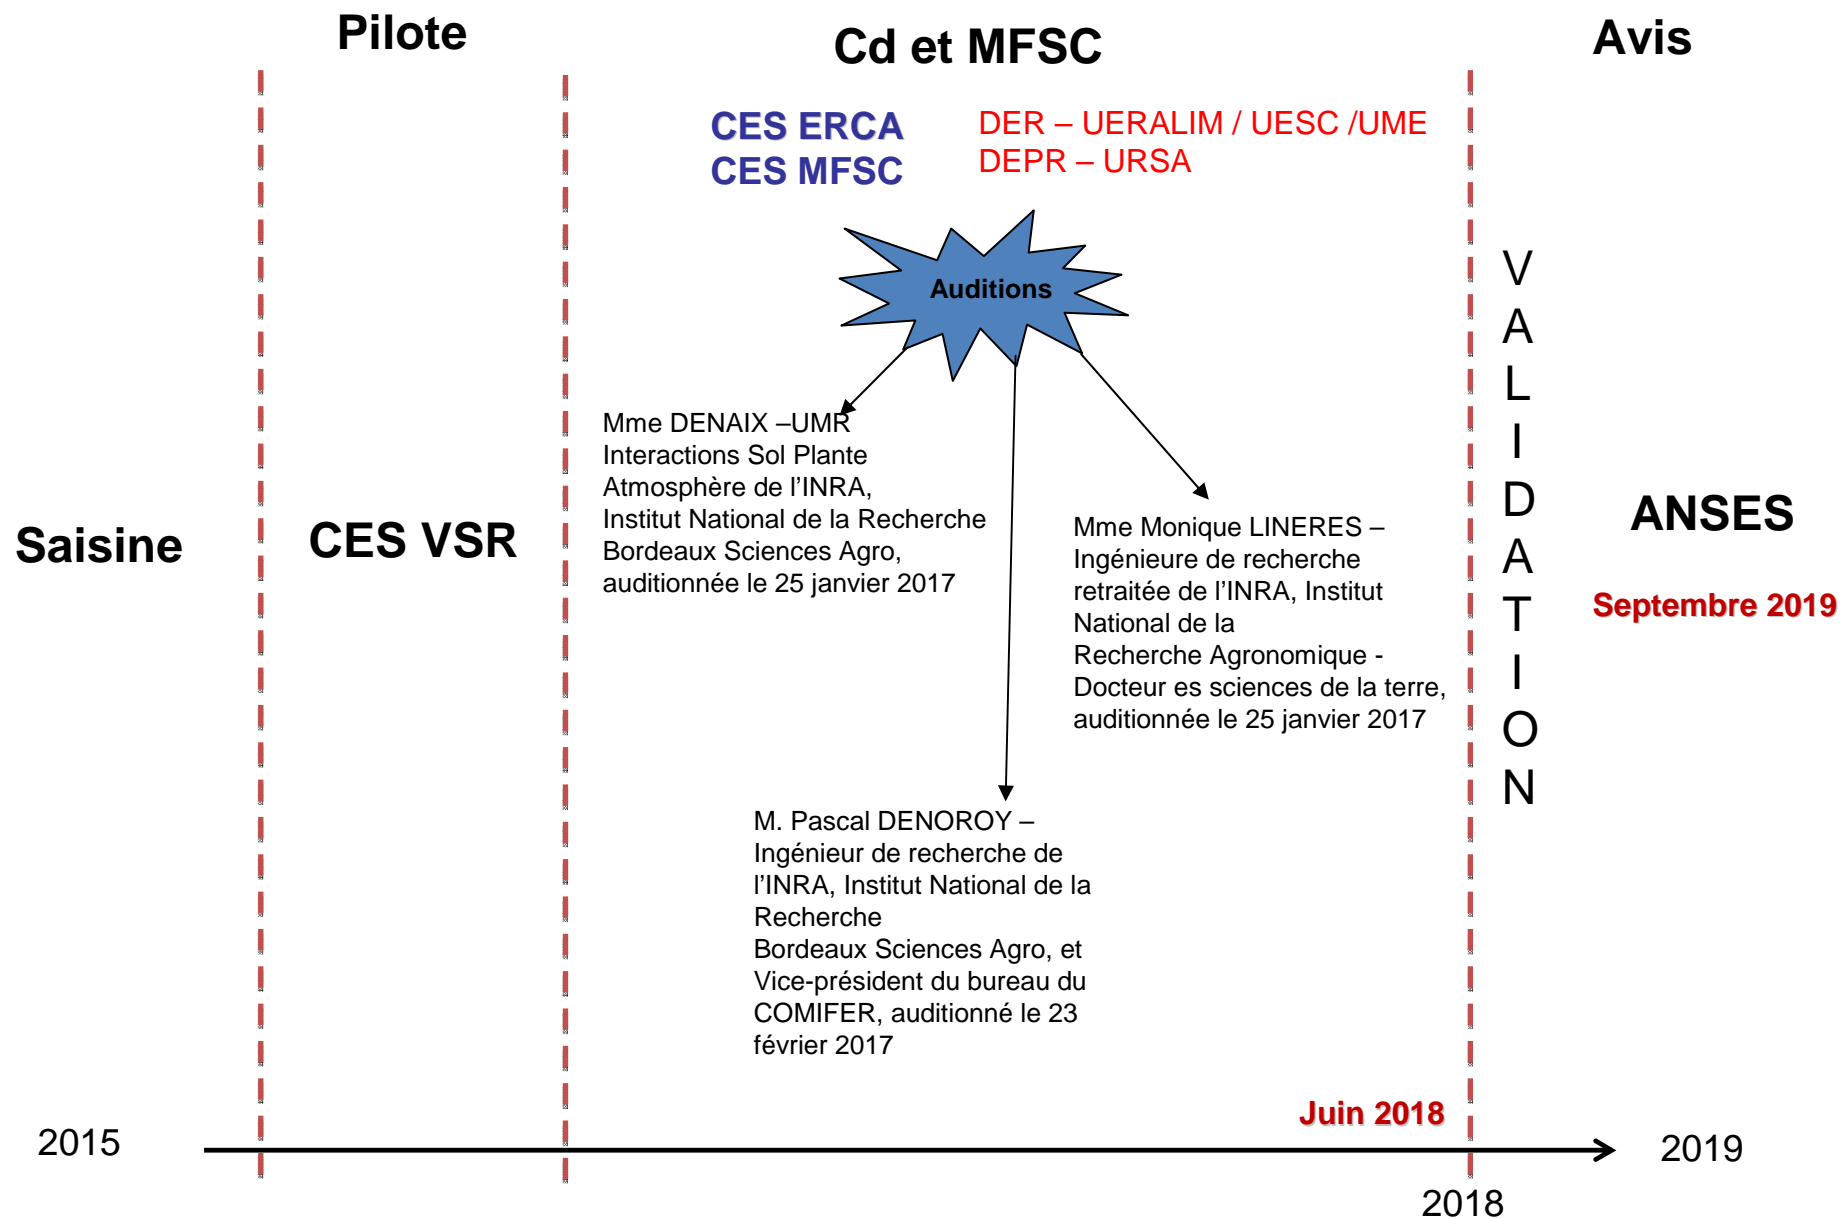 Pilote
Cd et MFSC
Avis
CES ERCA
CES MFSC
DER – UERALIM / UESC /UME
DEPR – URSA
Auditions
Saisine
CES VSR
Mme DENAIX –UMR
Interactions Sol Plante
Atmosphère de l'INRA,
Institut National de la Recherche
Bordeaux Sciences Agro,
auditionnée le 25 janvier 2017
Mme Monique LINERES –
Ingénieure de recherche
retraitée de l'INRA, Institut
National de la
Recherche Agronomique -
Docteur es sciences de la terre,
auditionnée le 25 janvier 2017
M. Pascal DENOROY –
Ingénieur de recherche de
l'INRA, Institut National de la
Recherche
Bordeaux Sciences Agro, et
Vice-président du bureau du
COMIFER, auditionné le 23
février 2017
V
A
L
I
D
A
T
I
O
N
ANSES
Septembre 2019
Juin 2018
2015
2019
2018